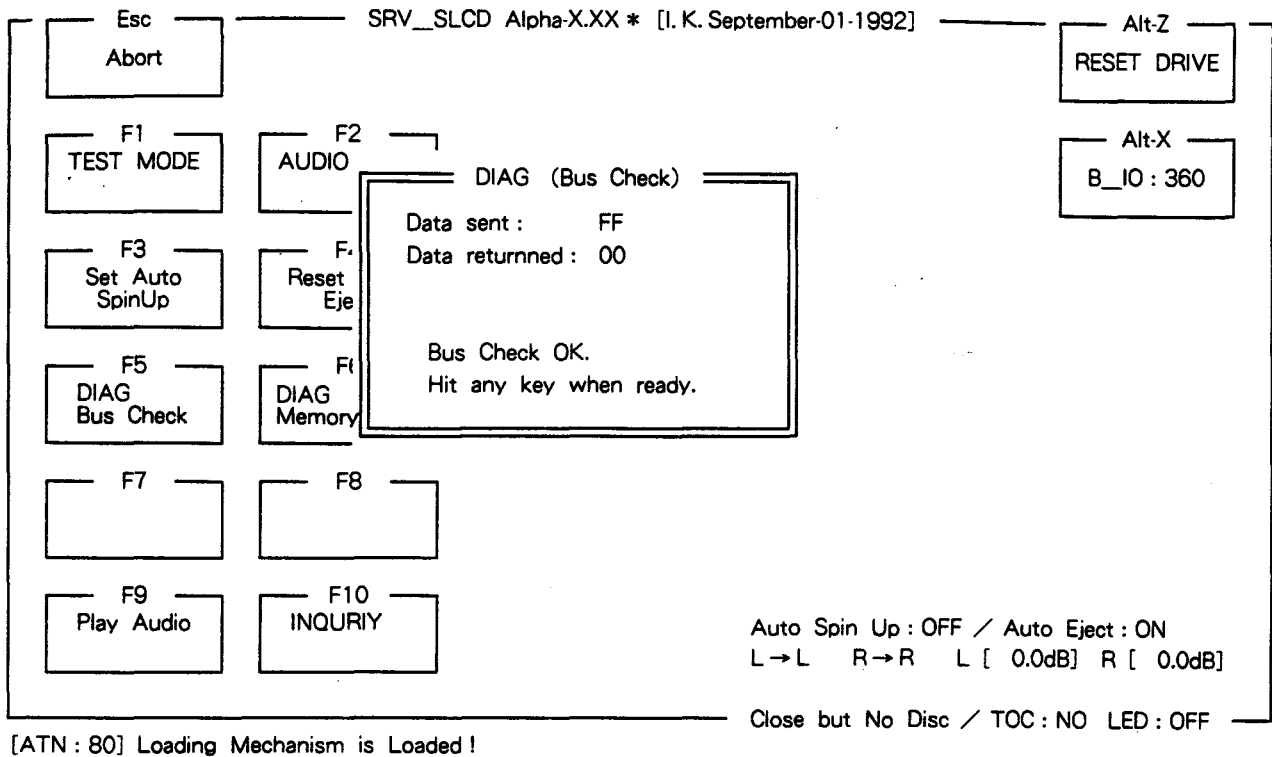 Esc
Abort
SRV__SLCD Alpha-X.XX * [I. K. September-01-1992]
Alt-Z
RESET DRIVE
F1
TEST MODE
F2
AUDIO
Alt-X
B__IO : 360
DIAG (Bus Check)
Data sent : FF
Data returnned : 00
Bus Check OK.
Hit any key when ready.
F3
Set Auto
SpinUp
Reset
F5
DIAG
Bus Check
DIAG
Memory
F7
F8
F9
Play Audio
F10
INQURIY
Auto Spin Up : OFF / Auto Eject : ON
L→L R→R L [ 0.0dB] R [ 0.0dB]
Close but No Disc / TOC : NO LED : OFF
[ATN : 80] Loading Mechanism is Loaded !